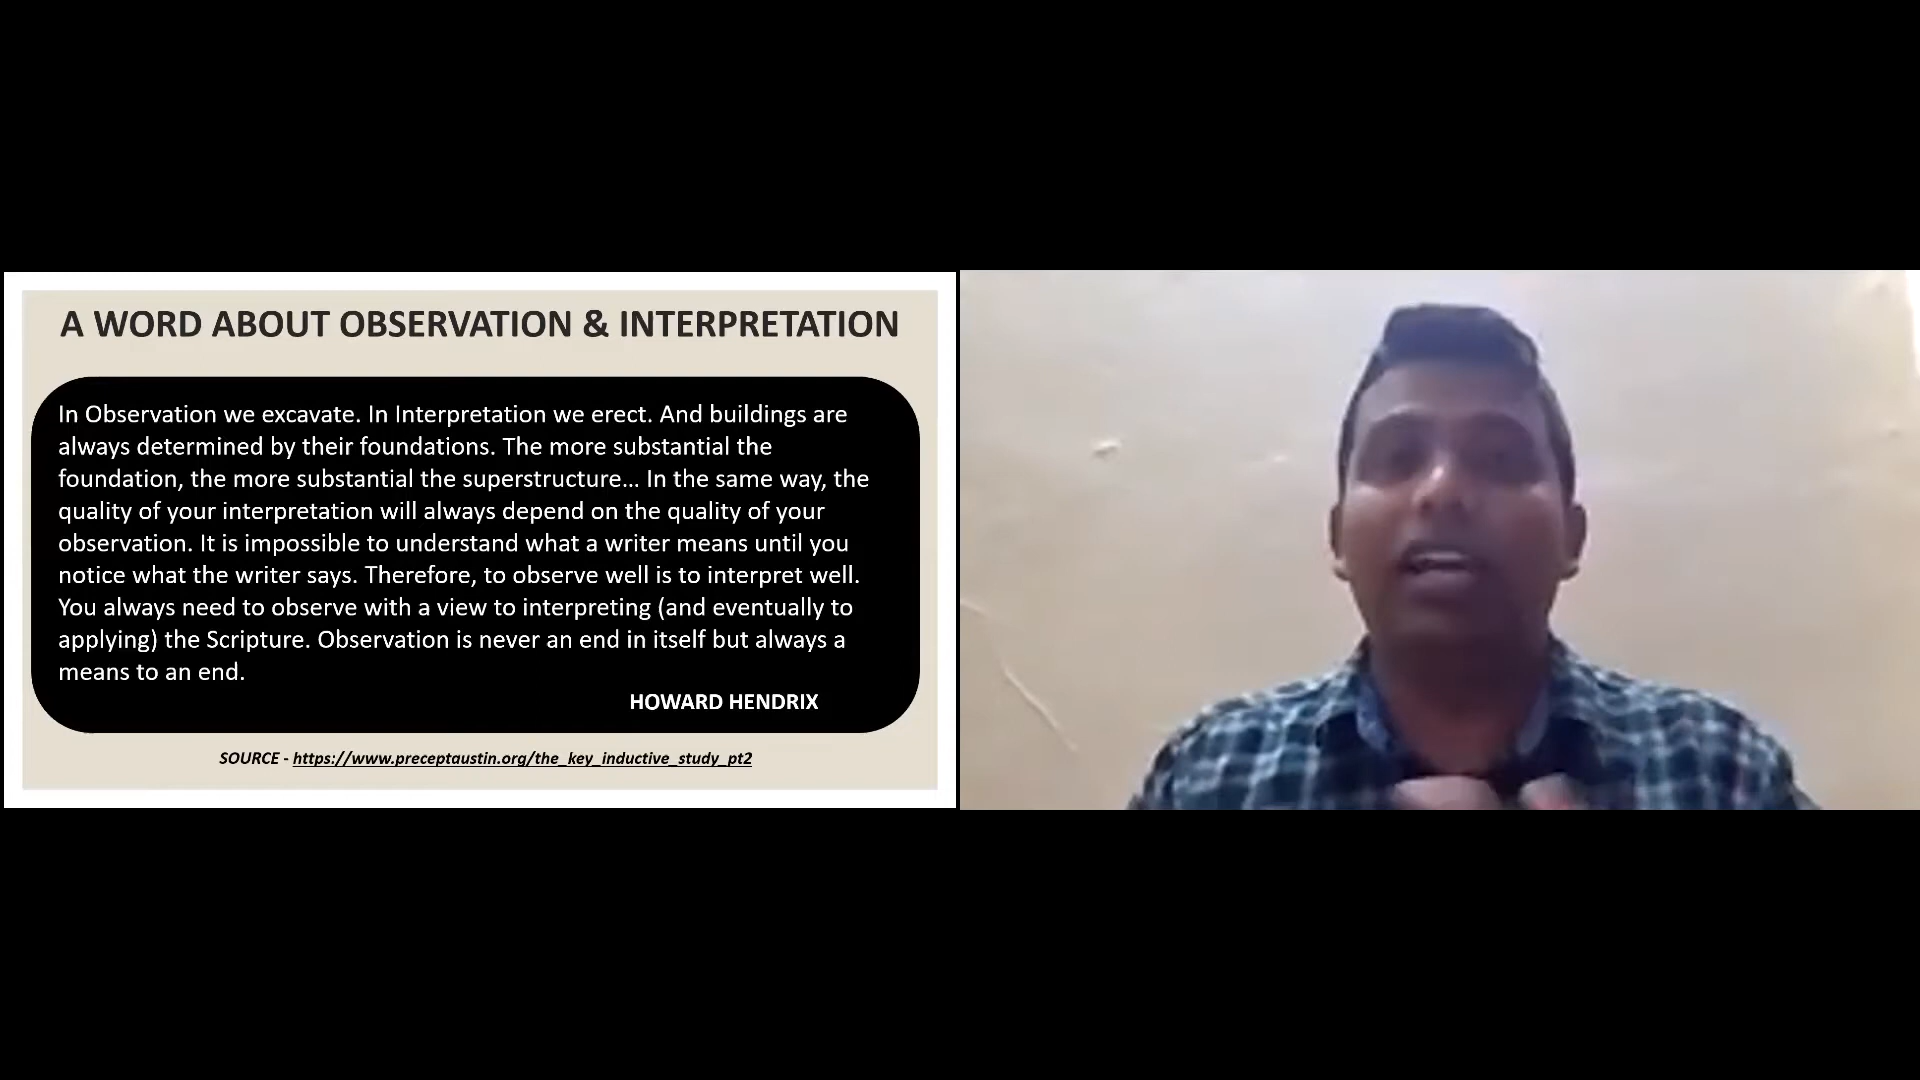 A WORD ABOUT OBSERVATION & INTERPRETATION
In Observation we excavate. In Interpretation we erect. And buildings are
always determined by their foundations. The more substantial the
foundation, the more substantial the superstructure... In the same way, the
quality of your interpretation will always depend on the quality of your
observation. It is impossible to understand what a writer means until you
notice what the writer says. Therefore, to observe well is to interpret well.
You always need to observe with a view to interpreting (and eventually to
applying) the Scripture. Observation is never an end in itself but always a
means to an end.
HOWARD HENDRIX
SOURCE - https://www.preceptaustin.org/the_key_inductive_study_pt2